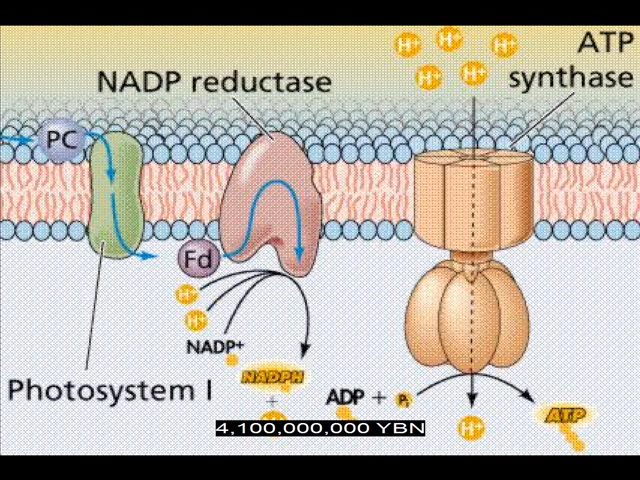 H⁺ H⁺ H⁺
H⁺ H⁺
ATP
synthase
NADP reductase
PC
Fd
H⁺
H⁺
NADP⁺
NADPH
+
Photosystem I
ADP + Pᵢ
H⁺
ATP
4,100,000,000 YBN